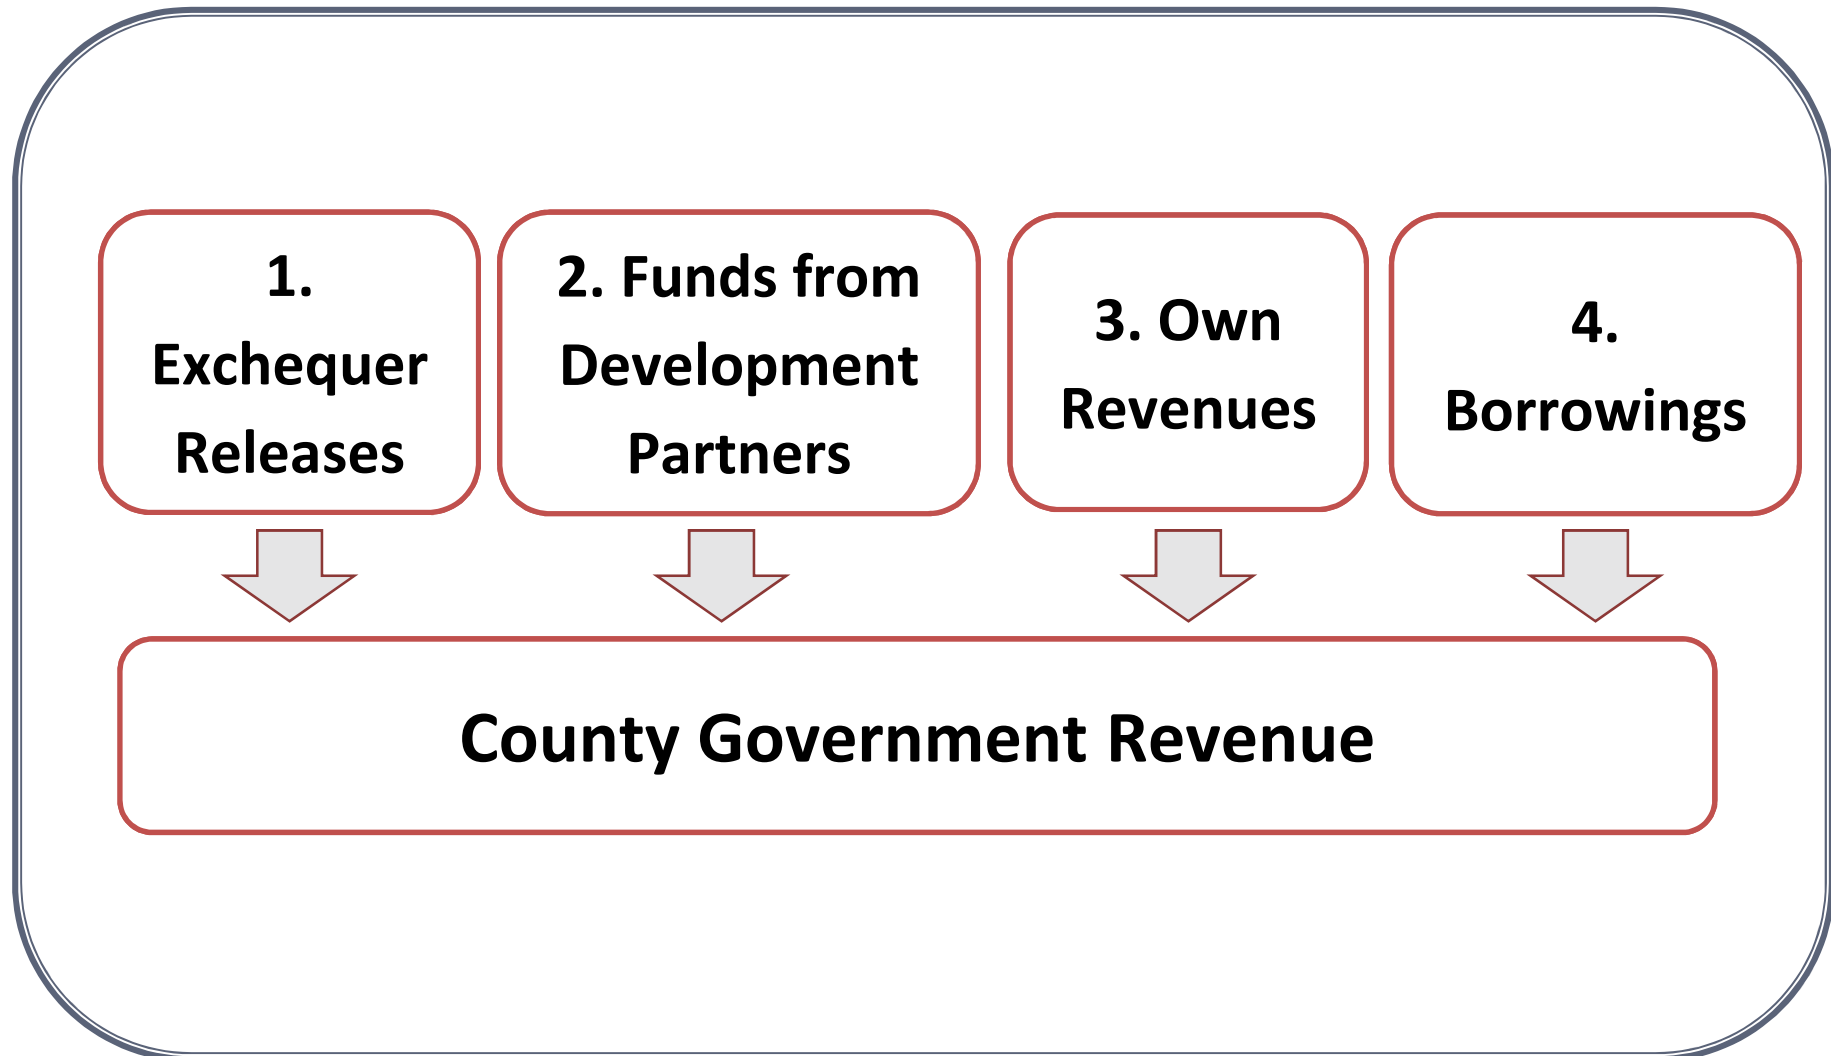 1.
Exchequer
Releases
2. Funds from
Development
Partners
3. Own
Revenues
4.
Borrowings
County Government Revenue